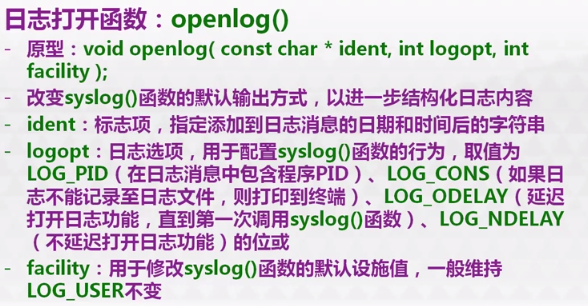 日志打开函数：openlog()
- 原型：void openlog( const char * ident, int logopt, int
facility );
- 改变syslog()函数的默认输出方式，以进一步结构化日志内容
- ident：标志项，指定添加到日志消息的日期和时间后的字符串
- logopt：日志选项，用于配置syslog()函数的行为，取值为
LOG_PID（在日志消息中包含程序PID）、LOG_CONS（如果日
志不能记录至日志文件，则打印到终端）、LOG_ODELAY（延迟
打开日志功能，直到第一次调用syslog()函数）、LOG_NDELAY
（不延迟打开日志功能）的位或
- facility：用于修改syslog()函数的默认设施值，一般维持
LOG_USER不变